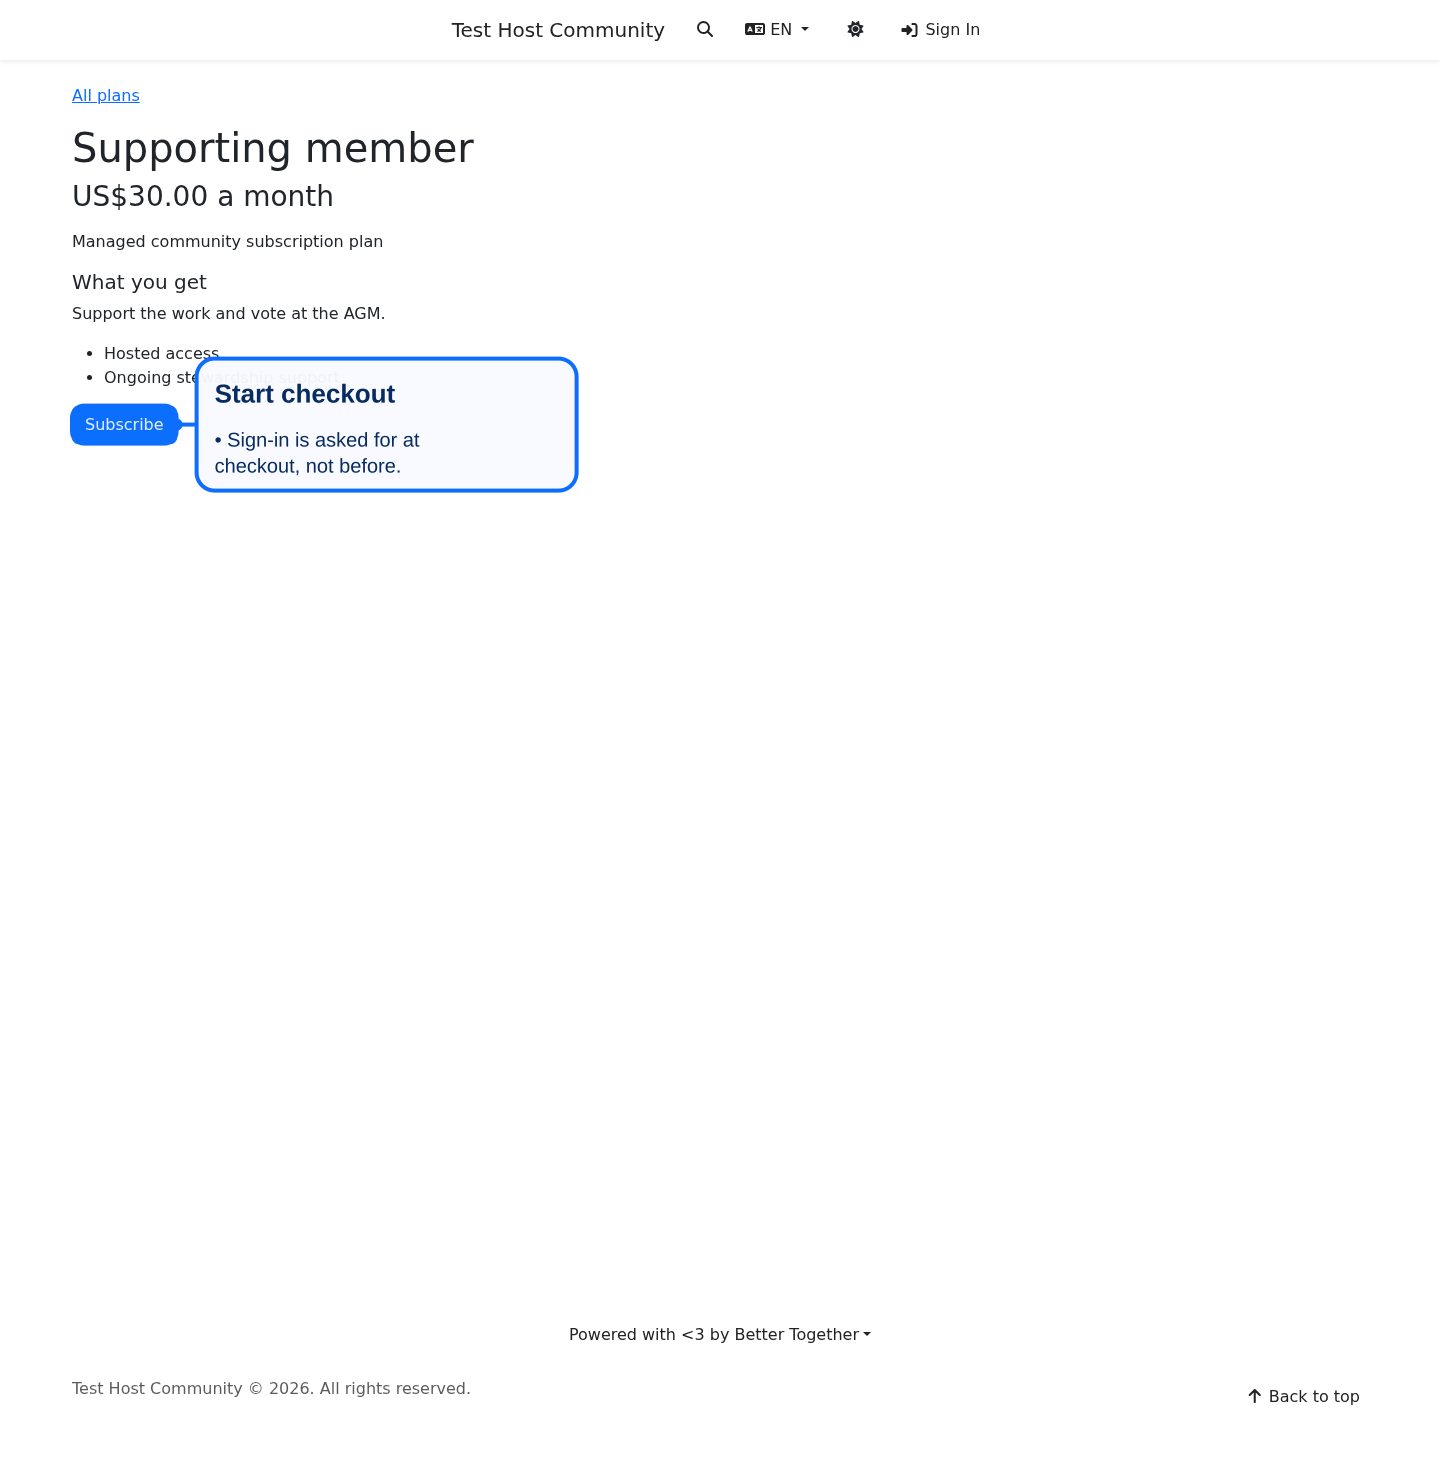 Test Host Community EN Sign In
All plans
Supporting member
US$30.00 a month
Managed community subscription plan
What you get
Support the work and vote at the AGM.
• Hosted access
• Ongoing stewardship support
Subscribe
Start checkout
• Sign-in is asked for at
checkout, not before.
Powered with <3 by Better Together
Test Host Community © 2026. All rights reserved.
Back to top